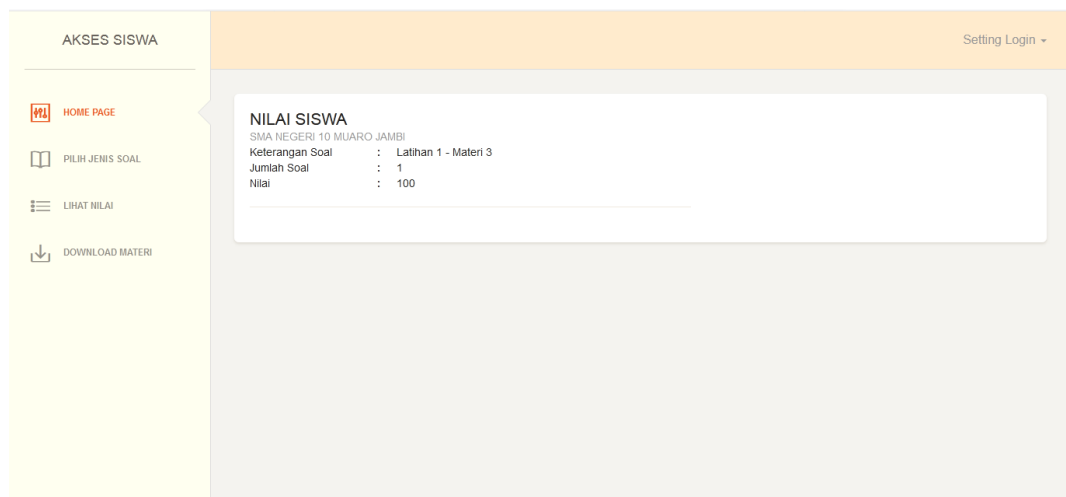 AKSES SISWA
Setting Login
HOME PAGE
PILIH JENIS SOAL
LIHAT NILAI
DOWNLOAD MATERI
NILAI SISWA
SMA NEGERI 10 MUARO JAMBI
Keterangan Soal : Latihan 1 - Materi 3
Jumlah Soal : 1
Nilai : 100